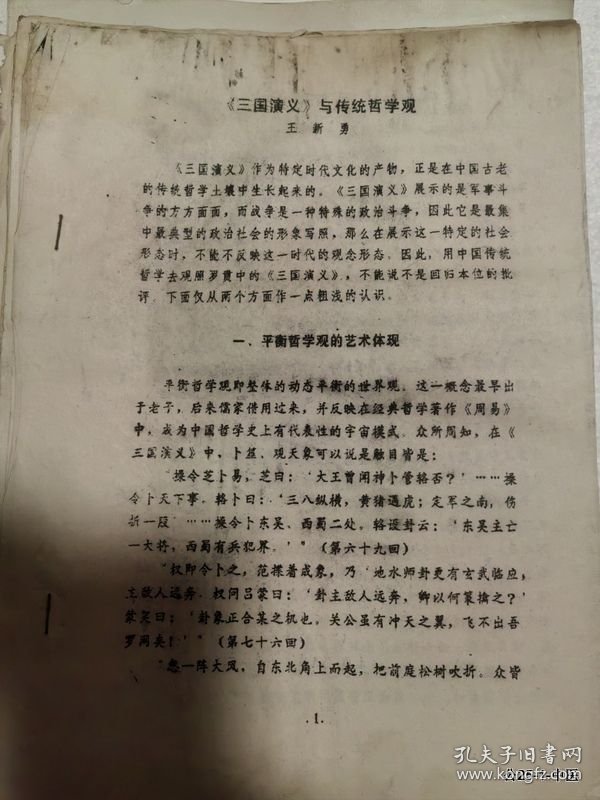 《三国演义》与传统哲学观
王新勇
《三国演义》作为特定时代文化的产物，正是在中国古老
的传统哲学土壤中生长起来的。《三国演义》展示的是军事斗
争的方方面面，而战争是一种特殊的政治斗争，因此它是最集
中最典型的政治社会的形象写照，那么在展示这一特定的社会
形态时，不能不反映这一时代的观念形态。因此，用中国传统
哲学去观照罗贯中的《三国演义》，不能说不是回归本位的批
评。下面仅从两个方面作一点粗浅的认识。
一．平衡哲学观的艺术体现
平衡哲学观即整体的动态平衡的世界观。这一概念最早出
于老子，后来儒家借用过来，并反映在经典哲学著作《周易》
中，成为中国哲学史上有代表性的宇宙模式。众所周知，在《
三国演义》中，卜筮、观天象可以说是触目皆是：
“操令芝卜易，芝曰：‘大王曾闻神卜管辂否？’……操
令卜天下事。辂卜曰：‘三八纵横，黄猪遇虎；定军之南，伤
折一股’……操令卜东吴、西蜀二处。辂设卦云：‘东吴主亡
一大将，西蜀有兵犯界。’”（第六十九回）
“权即令卜之，范揲蓍成象，乃‘地水师卦更有玄武临应，
主敌人远奔。权问吕蒙曰：‘卦主敌人远奔，卿以何策擒之？’
蒙笑曰：‘卦象正合某之机也。关公虽有冲天之翼，飞不出吾
罗网矣！’”（第七十六回）
“忽一阵大风，自东北角上而起，把前庭松树吹折。众皆
．1．
孔夫子旧书网
www.kongfz.com